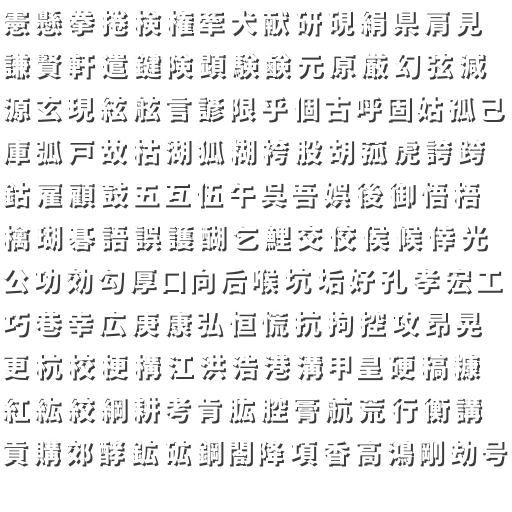 憲懸拳捲検権牽犬献研硯絹県肩見
謙賢軒遣鍵険顕験鹸元原厳幻弦減
源玄現絃舷言諺限乎個古呼固姑孤己
庫弧戸故枯湖狐糊袴股胡菰虎誇跨
鈷雇顧鼓五互伍午呉吾娯後御悟梧
檎瑚碁語誤護醐乞鯉交佼侯候倖光
公功効勾厚口向后喉坑垢好孔孝宏工
巧巷幸広庚康弘恒慌抗拘控攻昂晃
更杭校梗構江洪浩港溝甲皇硬稿糠
紅紘絞綱耕考肯肱腔膏航荒行衡講
貢購郊酵鉱砿鋼閤降項香高鴻剛劫号